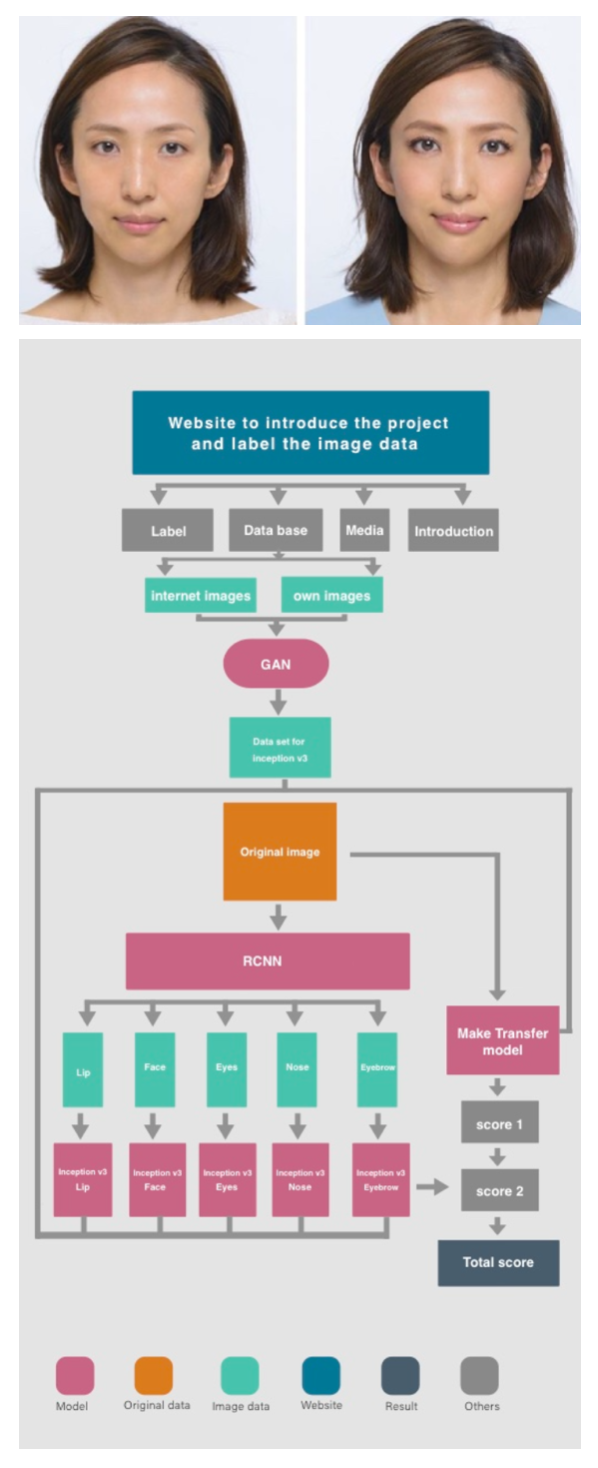 Website to introduce the project
and label the image data
Label
Data base
Media
Introduction
internet images
own images
GAN
Data set for
inception v3
Original image
RCNN
Lip
Face
Eyes
Nose
Eyebrow
Make Transfer
model
score 1
Inception v3
Lip
Inception v3
Face
Inception v3
Eyes
Inception v3
Nose
Inception v3
Eyebrow
score 2
Total score
Model
Original data
Image data
Website
Result
Others